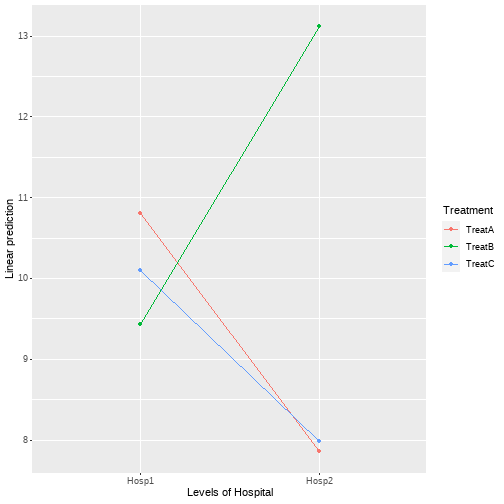 Linear prediction
13
12
11
10
9
8
Hosp1
Hosp2
Levels of Hospital
Treatment
TreatA
TreatB
TreatC